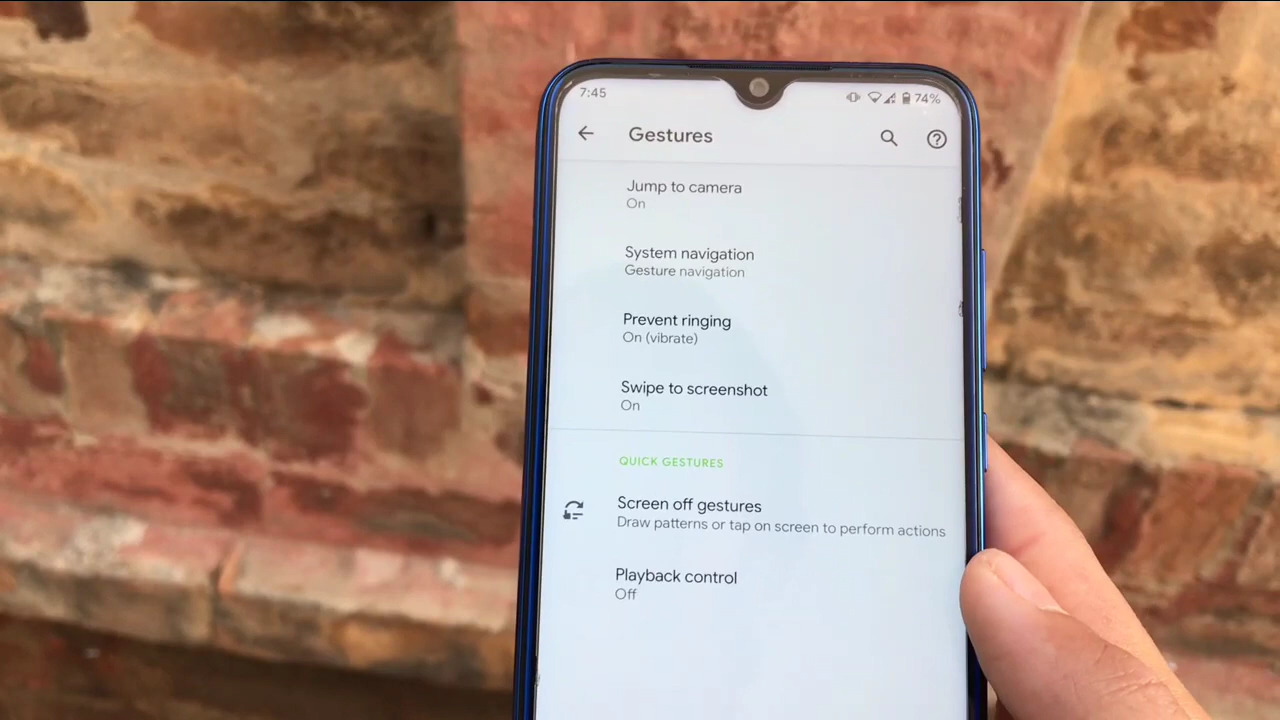 7:45
74%
Gestures
Jump to camera
On
System navigation
Gesture navigation
Prevent ringing
On (vibrate)
Swipe to screenshot
On
QUICK GESTURES
Screen off gestures
Draw patterns or tap on screen to perform actions
Playback control
Off